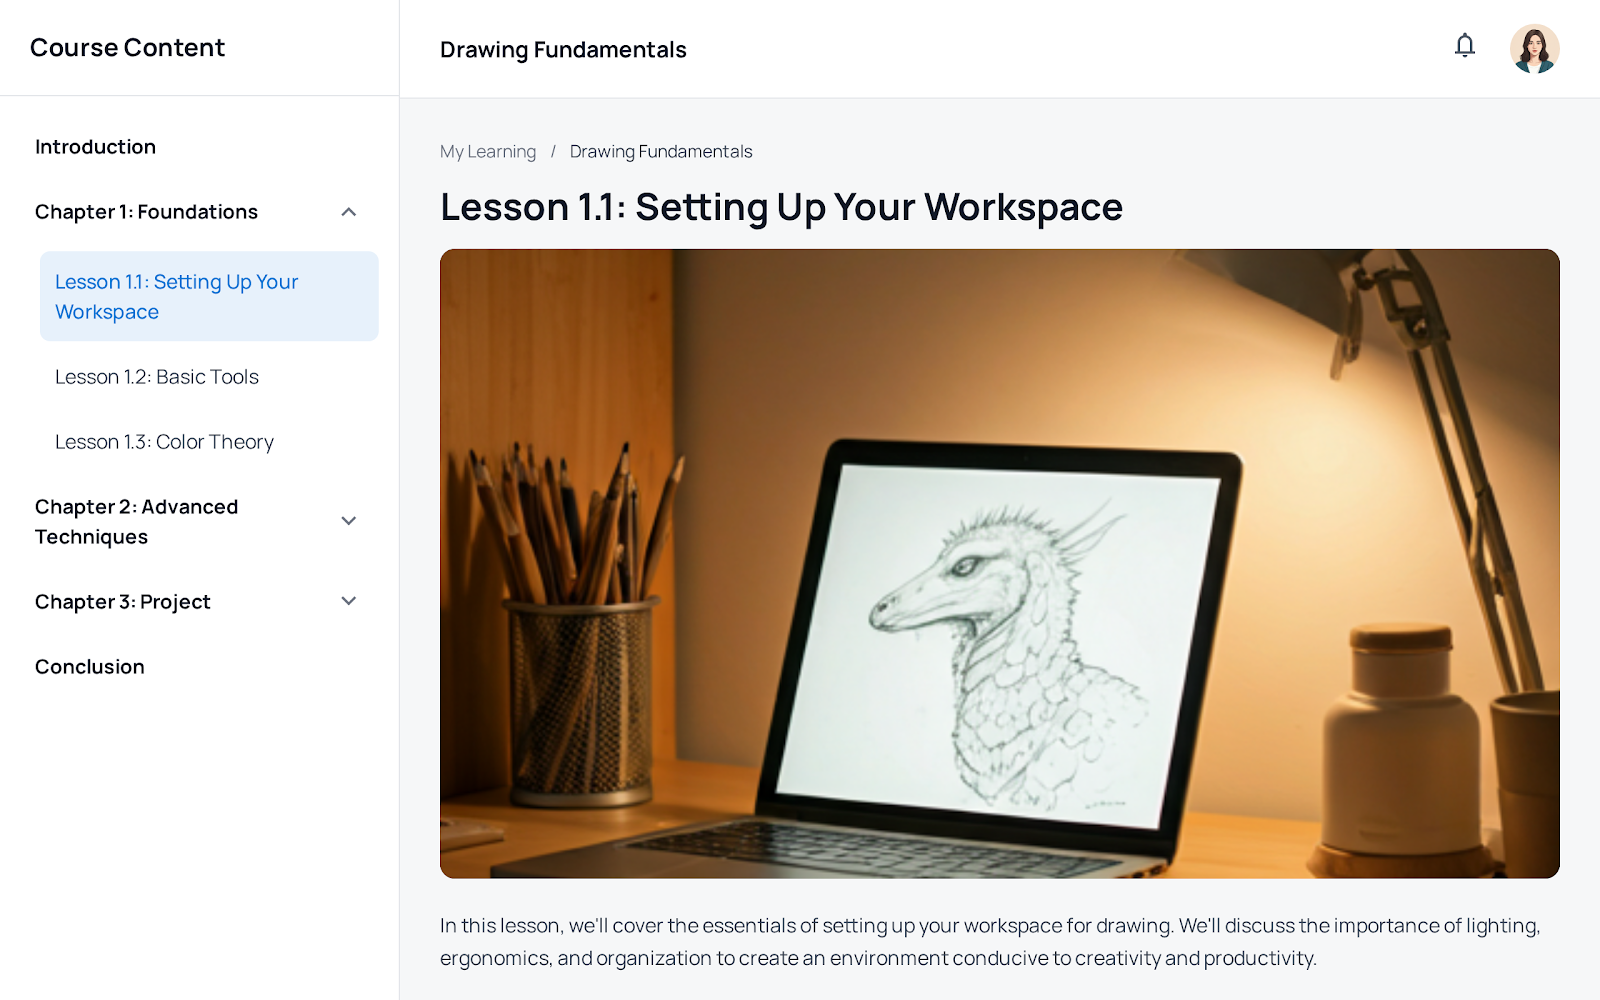 Course Content
Introduction
Chapter 1: Foundations
Lesson 1.1: Setting Up Your
Workspace
Lesson 1.2: Basic Tools
Lesson 1.3: Color Theory
Chapter 2: Advanced
Techniques
Chapter 3: Project
Conclusion
Drawing Fundamentals
My Learning / Drawing Fundamentals
Lesson 1.1: Setting Up Your Workspace
In this lesson, we'll cover the essentials of setting up your workspace for drawing. We'll discuss the importance of lighting,
ergonomics, and organization to create an environment conducive to creativity and productivity.